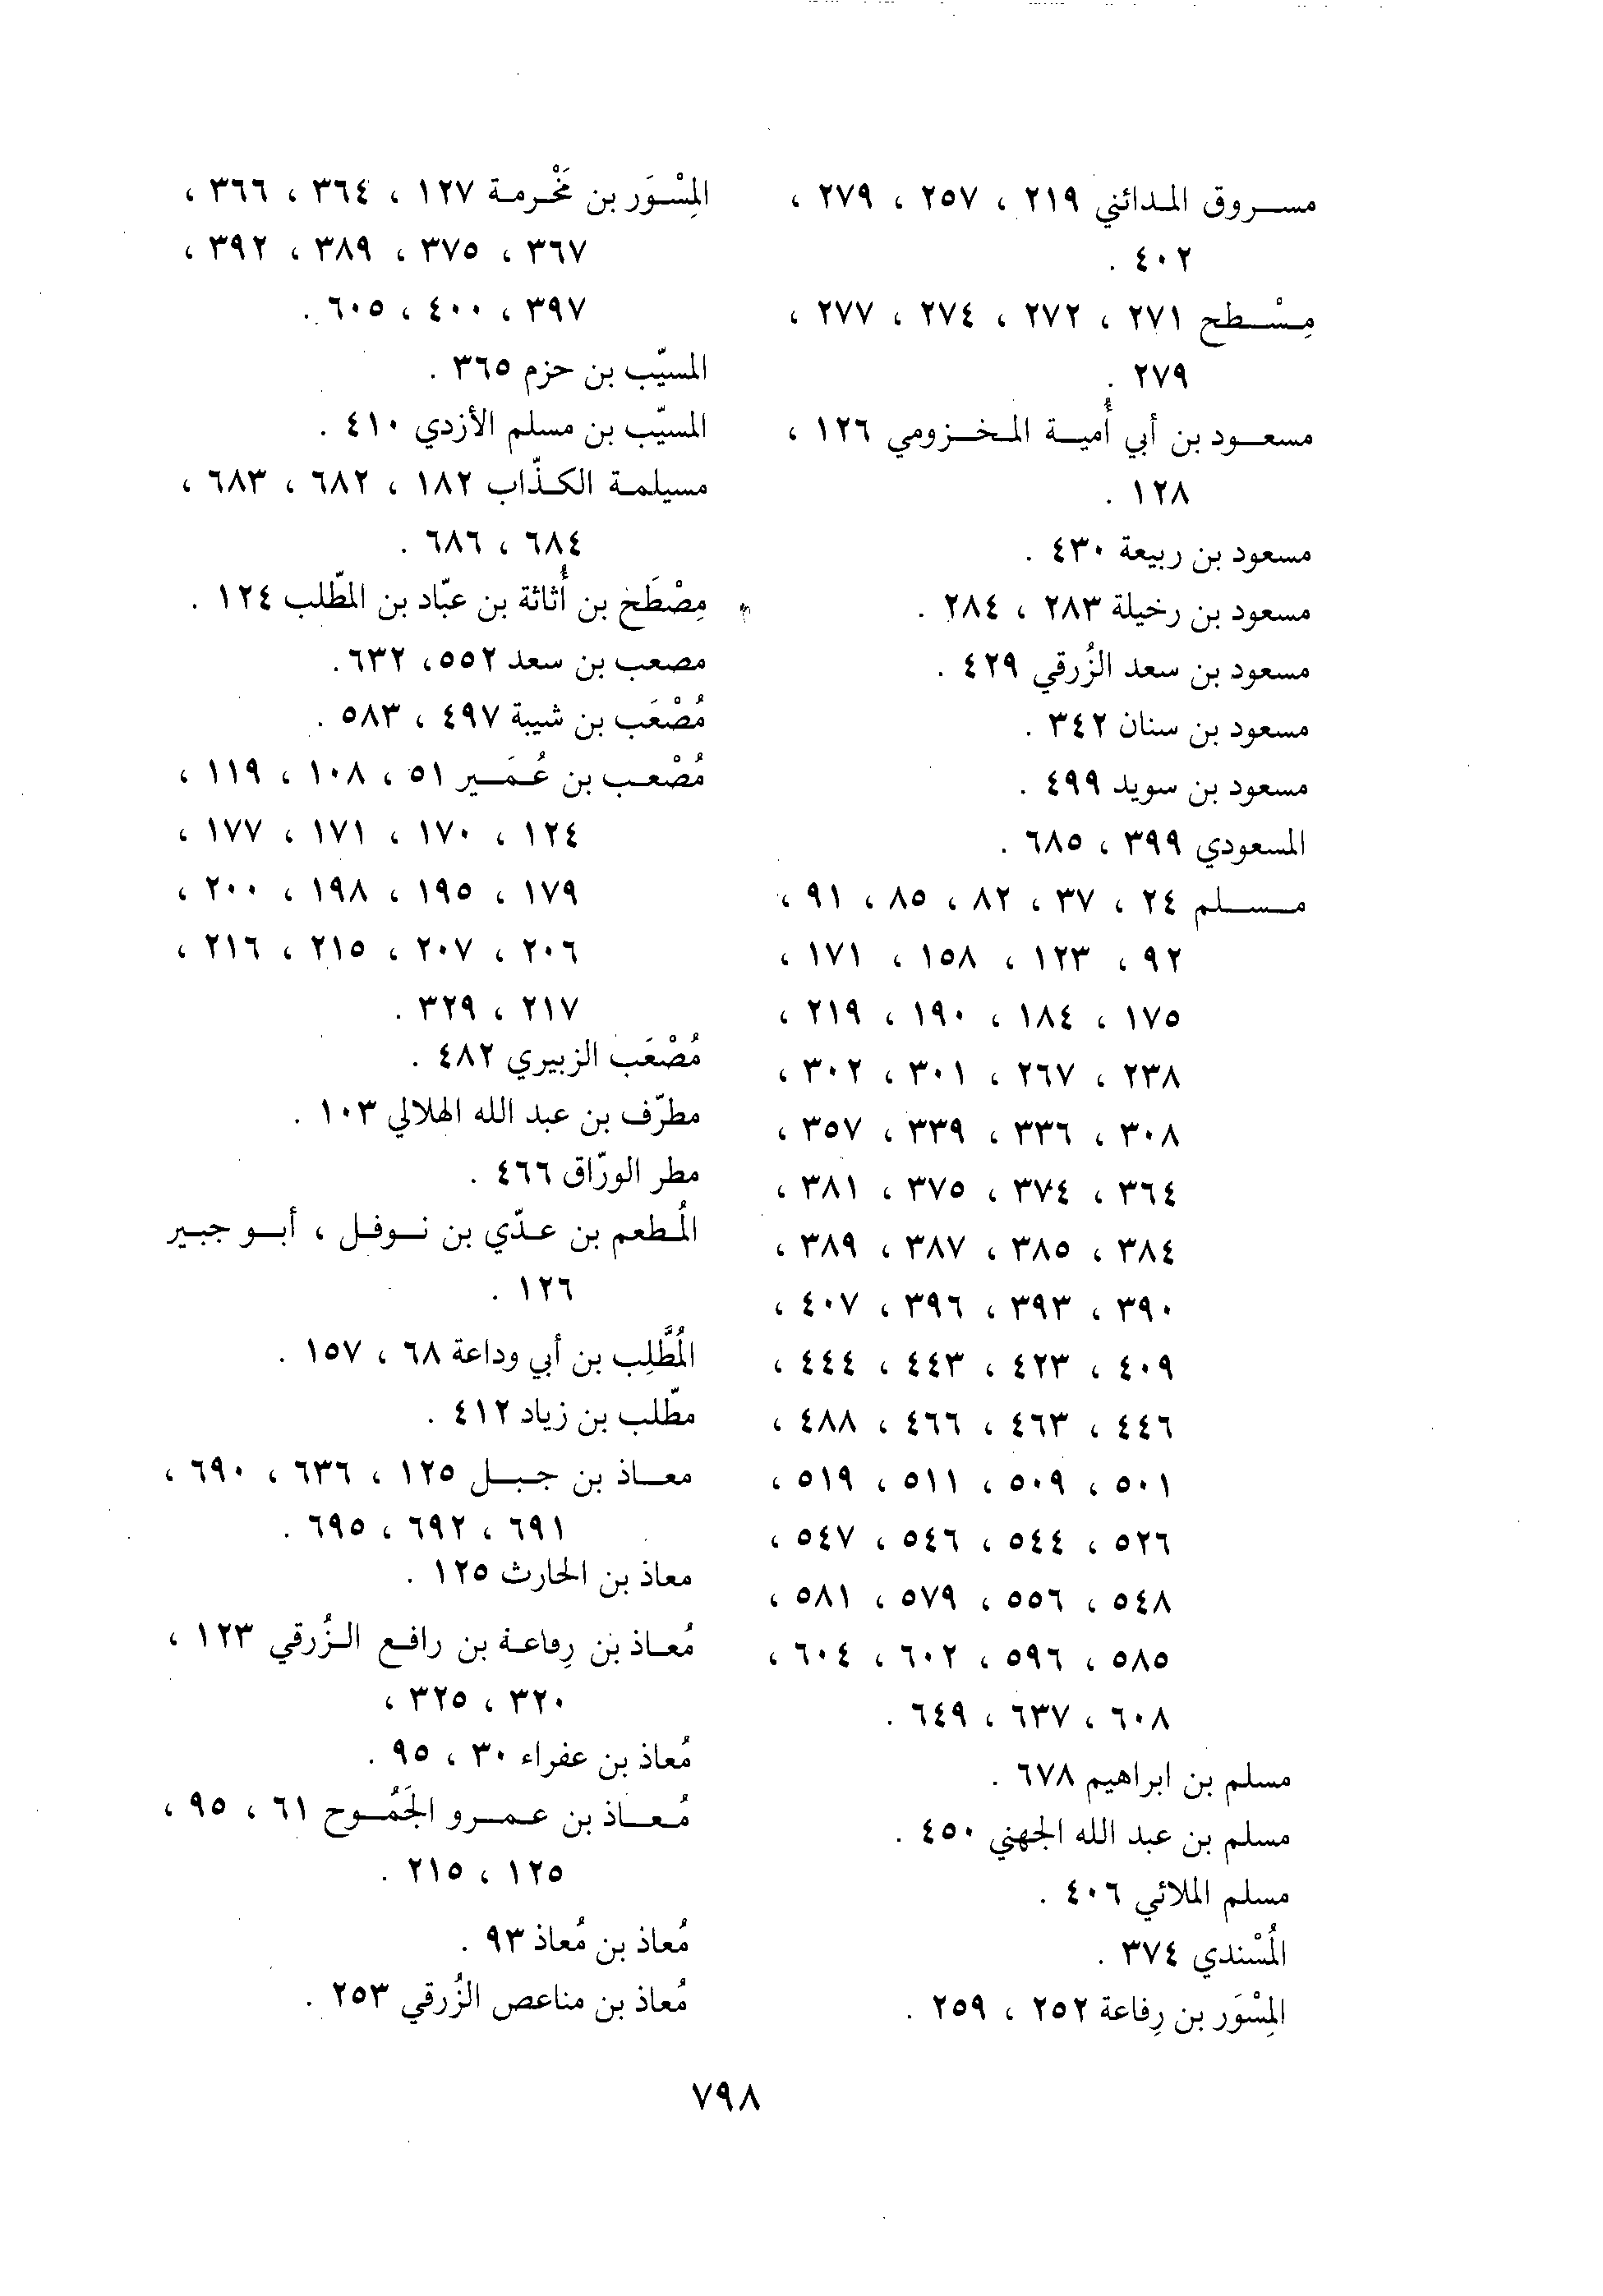 مسروق المدائني ٢١٩ ، ٢٥٧ ، ٢٧٩ ،
٤٠٢ .
مِسْطح ٢٧١ ، ٢٧٢ ، ٢٧٤ ، ٢٧٧ ،
٢٧٩ .
مسعود بن أبي أُمية المخزومي ١٢٦ ،
١٢٨ .
مسعود بن ربيعة ٤٣٠ .
مسعود بن رخيلة ٢٨٣ ، ٢٨٤ .
مسعود بن سعد الزُرقي ٤٢٩ .
مسعود بن سنان ٣٤٢ .
مسعود بن سويد ٤٩٩ .
المسعودي ٣٩٩ ، ٦٨٥ .
مسلم ٢٤ ، ٣٧ ، ٨٢ ، ٨٥ ، ٩١ ،
٩٢ ، ١٢٣ ، ١٥٨ ، ١٧١ ،
١٧٥ ، ١٨٤ ، ١٩٠ ، ٢١٩ ،
٢٣٨ ، ٢٦٧ ، ٣٠١ ، ٣٠٢ ،
٣٠٨ ، ٣٣٦ ، ٣٣٩ ، ٣٥٧ ،
٣٦٤ ، ٣٧٤ ، ٣٧٥ ، ٣٨١ ،
٣٨٤ ، ٣٨٥ ، ٣٨٧ ، ٣٨٩ ،
٣٩٠ ، ٣٩٣ ، ٣٩٦ ، ٤٠٧ ،
٤٠٩ ، ٤٢٣ ، ٤٤٣ ، ٤٤٤ ،
٤٤٦ ، ٤٦٣ ، ٤٦٦ ، ٤٨٨ ،
٥٠١ ، ٥٠٩ ، ٥١١ ، ٥١٩ ،
٥٢٦ ، ٥٤٤ ، ٥٤٦ ، ٥٤٧ ،
٥٤٨ ، ٥٥٦ ، ٥٧٩ ، ٥٨١ ،
٥٨٥ ، ٥٩٦ ، ٦٠٢ ، ٦٠٤ ،
٦٠٨ ، ٦٣٧ ، ٦٤٩ .
مسلم بن ابراهيم ٦٧٨ .
مسلم بن عبد الله الجهني ٤٥٠ .
مسلم الملائي ٤٠٦ .
المُسْندي ٣٧٤ .
المِسْوَر بن رِفاعة ٢٥٢ ، ٢٥٩ .
المِسْوَر بن مَخْرمة ١٢٧ ، ٣٦٤ ، ٣٦٦ ،
٣٦٧ ، ٣٧٥ ، ٣٨٩ ، ٣٩٢ ،
٣٩٧ ، ٤٠٠ ، ٦٠٥ .
المسيّب بن حزم ٣٦٥ .
المسيّب بن مسلم الأزدي ٤١٠ .
مسيلمة الكذّاب ١٨٢ ، ٦٨٢ ، ٦٨٣ ،
٦٨٤ ، ٦٨٦ .
مِصْطَح بن أُثاثة بن عبّاد بن المطّلب ١٢٤ .
مصعب بن سعد ٥٥٢ ، ٦٣٢ .
مُصْعَب بن شيبة ٤٩٧ ، ٥٨٣ .
مُصْعب بن عُمَير ٥١ ، ١٠٨ ، ١١٩ ،
١٢٤ ، ١٧٠ ، ١٧١ ، ١٧٧ ،
١٧٩ ، ١٩٥ ، ١٩٨ ، ٢٠٠ ،
٢٠٦ ، ٢٠٧ ، ٢١٥ ، ٢١٦ ،
٢١٧ ، ٣٢٩ .
مُصْعَب الزبيري ٤٨٢ .
مطرّف بن عبد الله الهلالي ١٠٣ .
مطر الورّاق ٤٦٦ .
المُطعم بن عدّي بن نوفل ، أبو جبير
١٢٦ .
المُطَّلِب بن أبي وداعة ٦٨ ، ١٥٧ .
مطّلب بن زياد ٤١٢ .
معاذ بن جبل ١٢٥ ، ٦٣٦ ، ٦٩٠ ،
٦٩١ ، ٦٩٢ ، ٦٩٥ .
معاذ بن الحارث ١٢٥ .
مُعاذ بن رِفاعة بن رافع الزُرقي ١٢٣ ،
٣٢٠ ، ٣٢٥ ،
مُعاذ بن عفراء ٣٠ ، ٩٥ .
مُعاذ بن عمرو الجَمُوح ٦١ ، ٩٥ ،
١٢٥ ، ٢١٥ .
مُعاذ بن مُعاذ ٩٣ .
مُعاذ بن مناعص الزُرقي ٢٥٣ .
٧٩٨